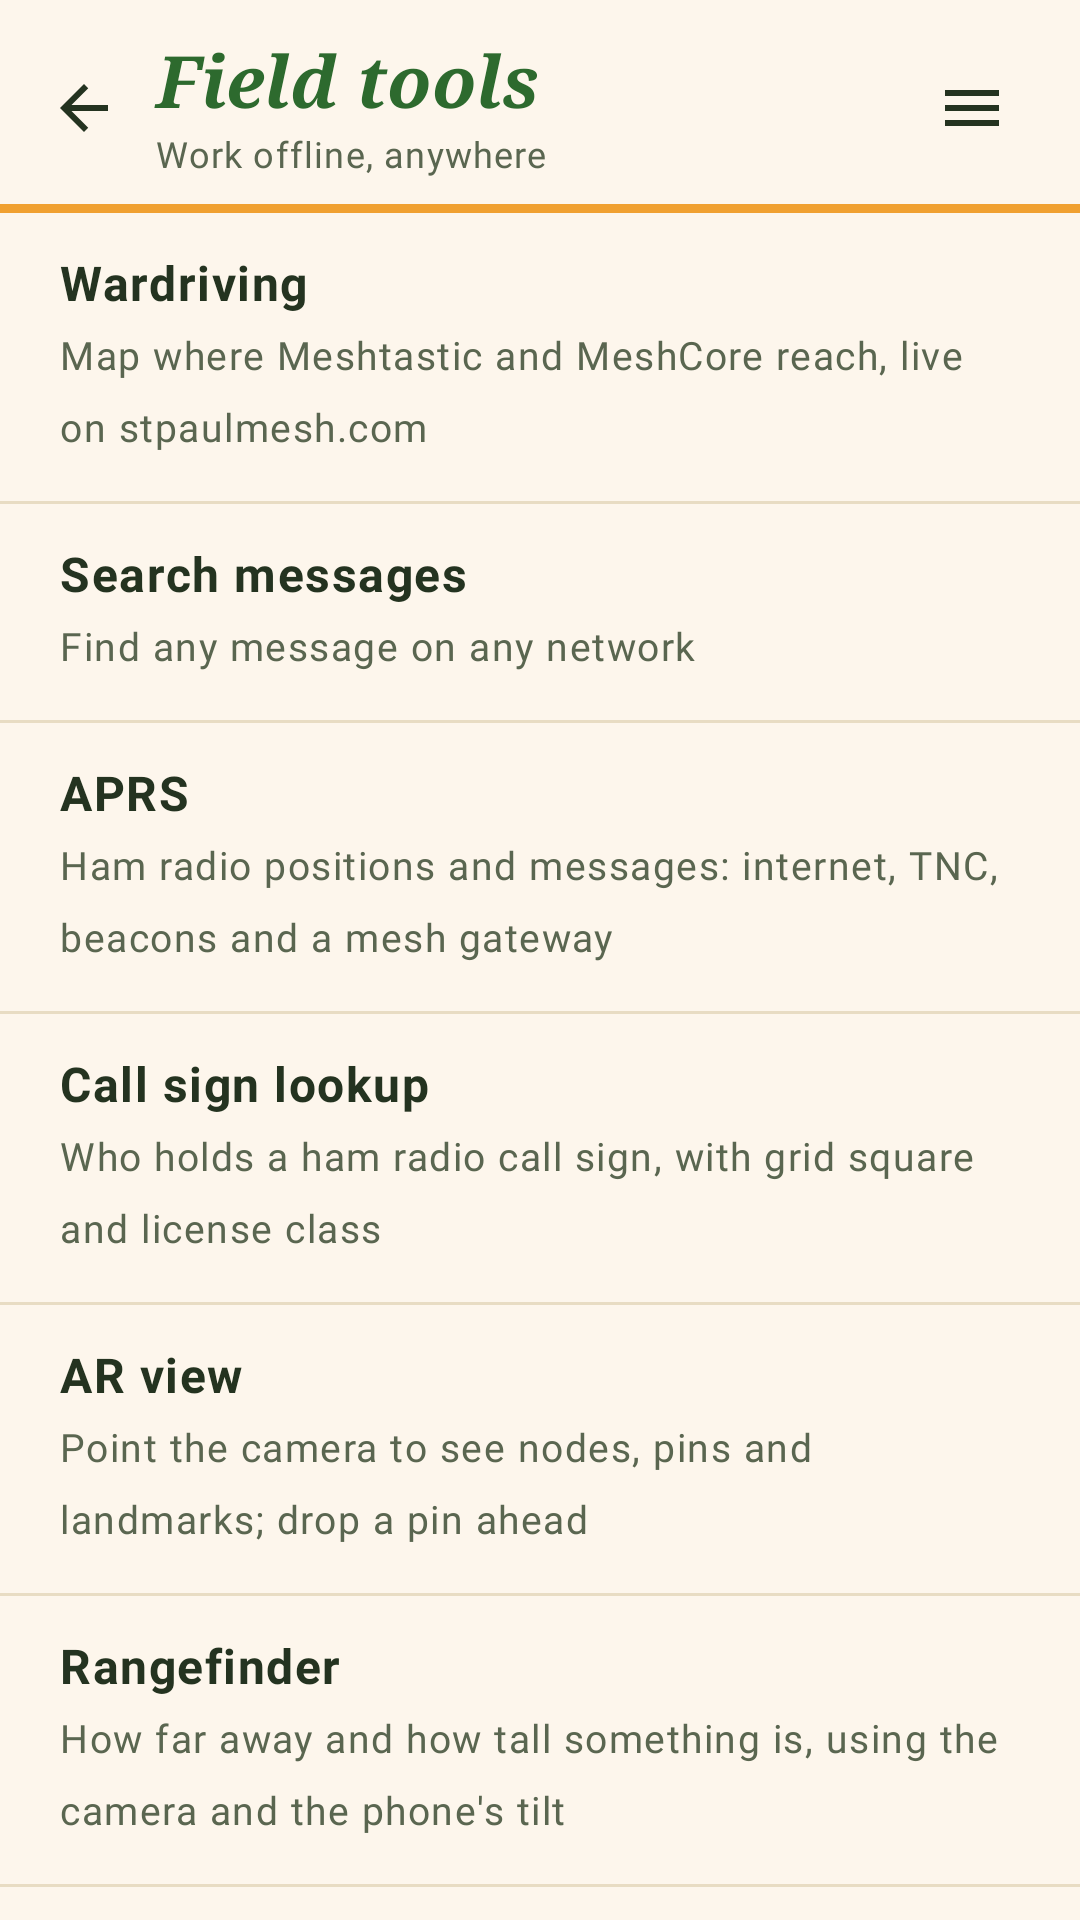 Field tools
Work offline, anywhere
Wardriving
Map where Meshtastic and MeshCore reach, live
on stpaulmesh.com
Search messages
Find any message on any network
APRS
Ham radio positions and messages: internet, TNC,
beacons and a mesh gateway
Call sign lookup
Who holds a ham radio call sign, with grid square
and license class
AR view
Point the camera to see nodes, pins and
landmarks; drop a pin ahead
Rangefinder
How far away and how tall something is, using the
camera and the phone's tilt